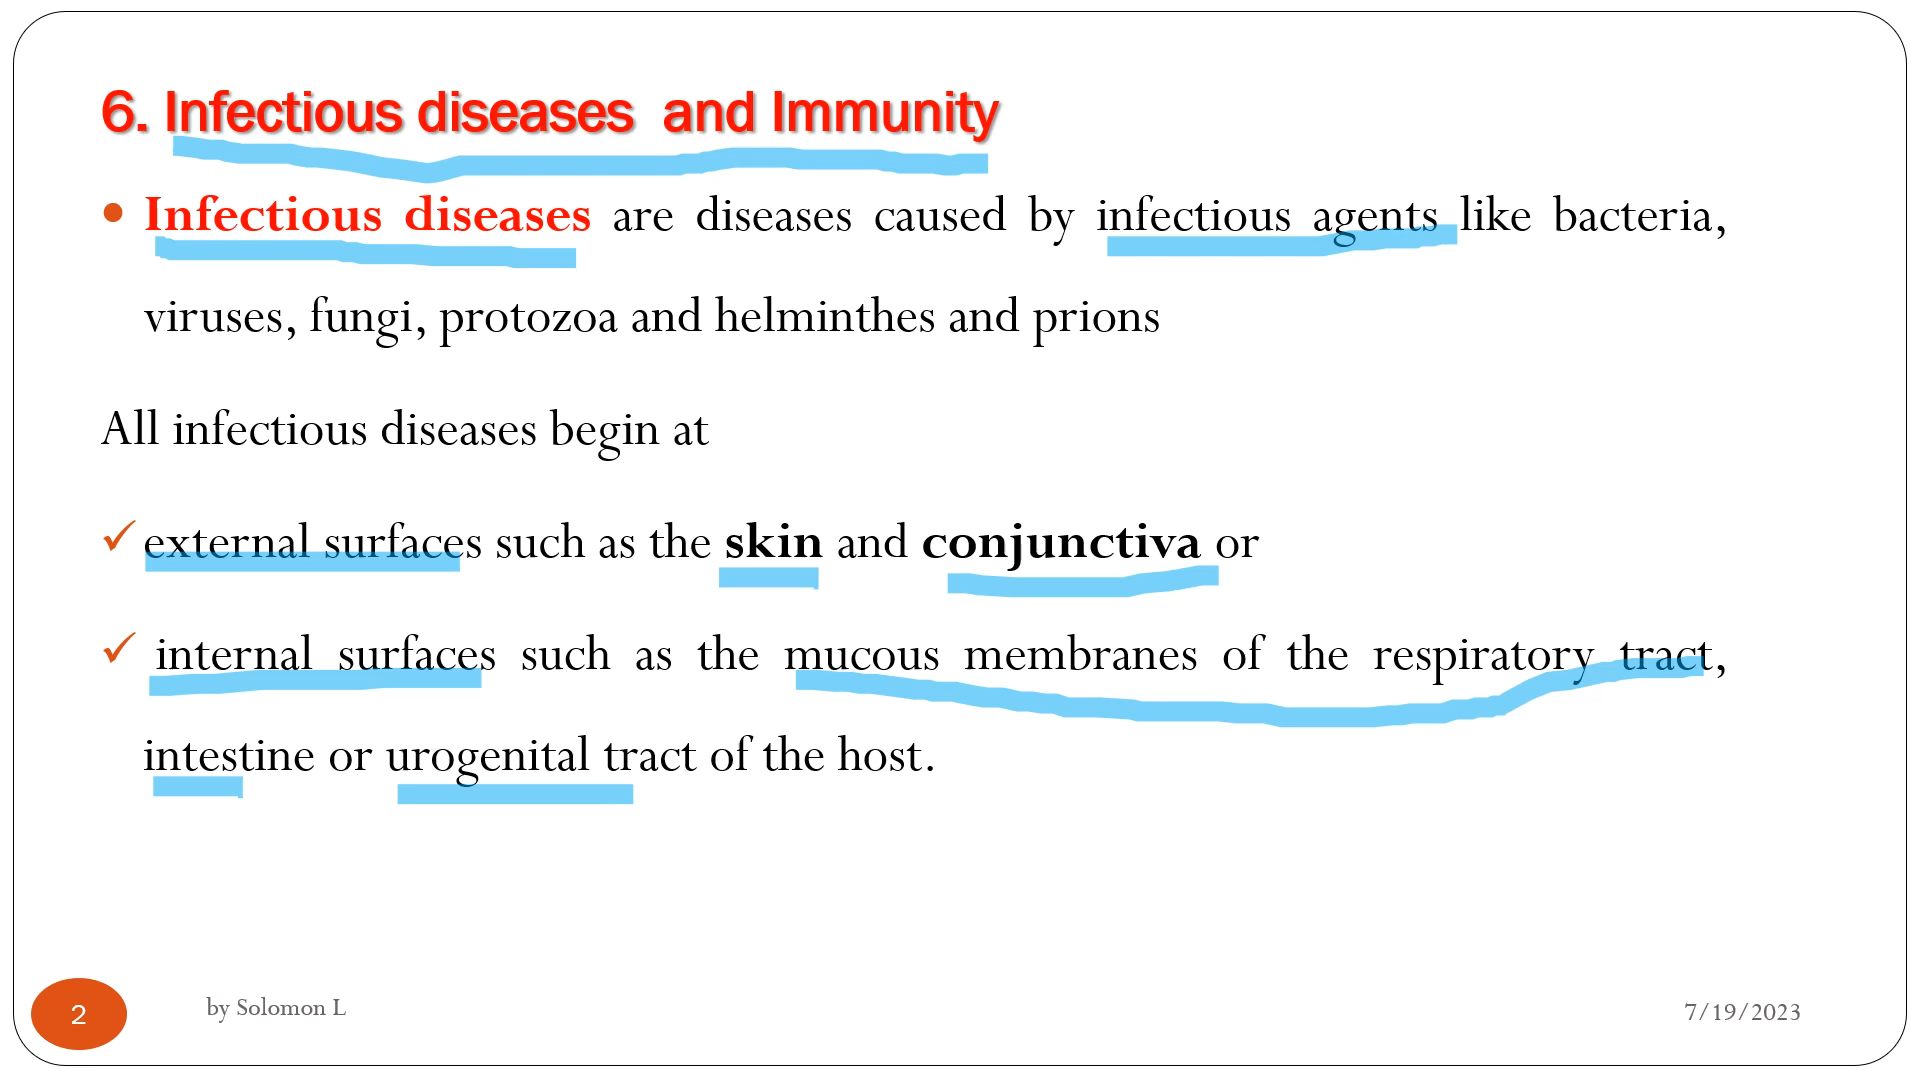 6. Infectious diseases and Immunity
• Infectious diseases are diseases caused by infectious agents like bacteria,
viruses, fungi, protozoa and helminthes and prions
All infectious diseases begin at
✓ external surfaces such as the skin and conjunctiva or
✓ internal surfaces such as the mucous membranes of the respiratory tract,
intestine or urogenital tract of the host.
2
by Solomon L
7/19/2023